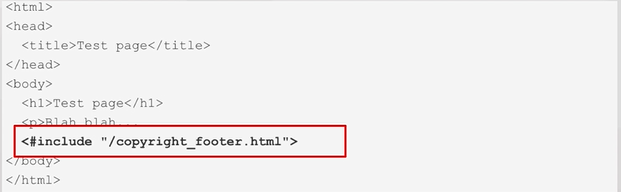 <html>
<head>
<title>Test page</title>
</head>
<body>
<h1>Test page</h1>
<p>Blah blah...
<#include "/copyright_footer.html">
</body>
</html>